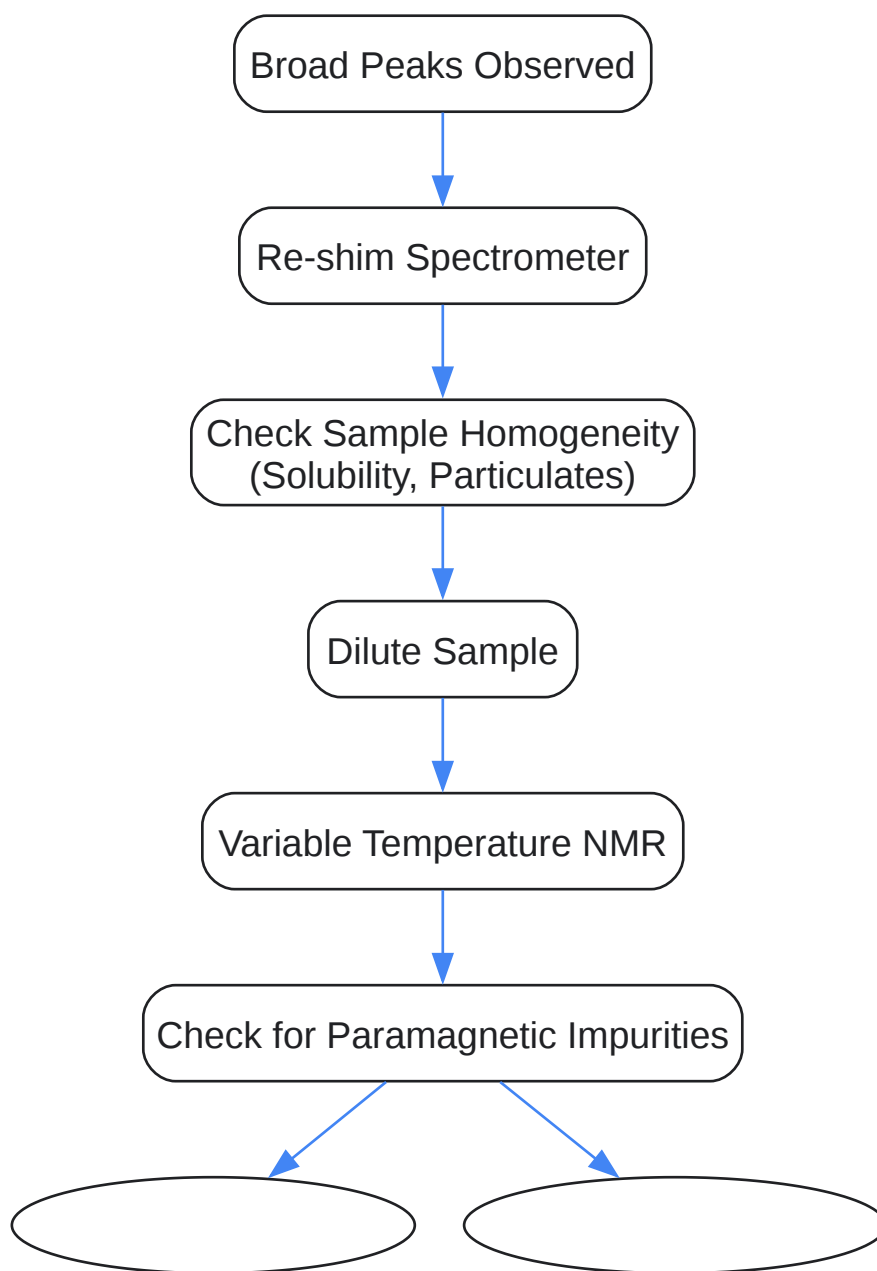 Broad Peaks Observed
Re-shim Spectrometer
Check Sample Homogeneity
(Solubility, Particulates)
Dilute Sample
Variable Temperature NMR
Check for Paramagnetic Impurities